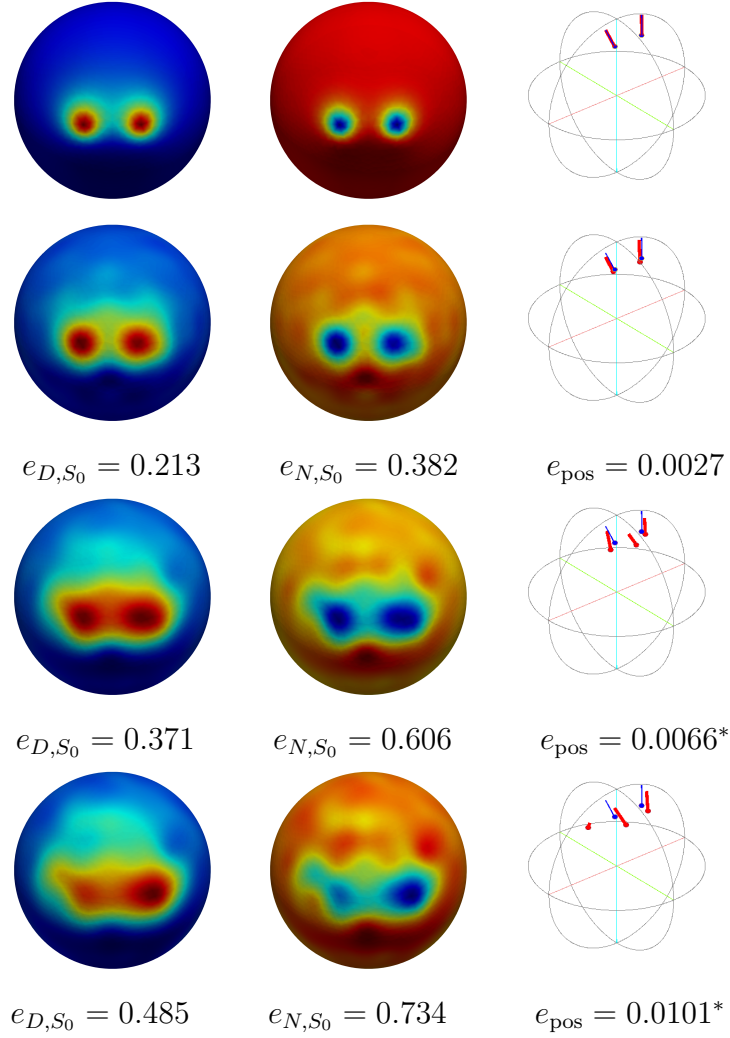 e_{D,S_0} = 0.213 e_{N,S_0} = 0.382 e_{pos} = 0.0027
e_{D,S_0} = 0.371 e_{N,S_0} = 0.606 e_{pos} = 0.0066*
e_{D,S_0} = 0.485 e_{N,S_0} = 0.734 e_{pos} = 0.0101*